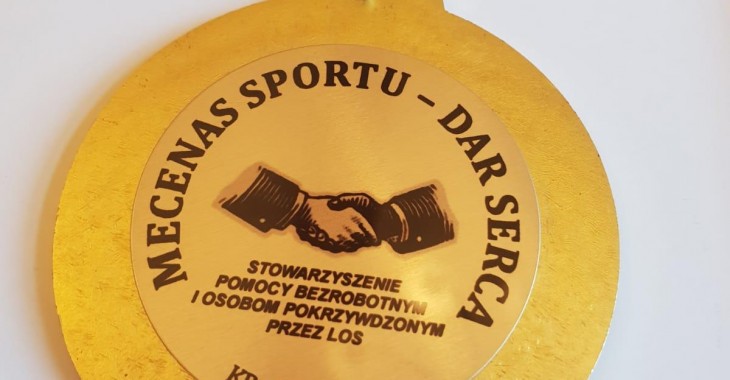 MECENAS SPORTU – DAR SERCA
STOWARZYSZENIE
POMOCY BEZROBOTNYM
I OSOBOM POKRZYWDZONYM
PRZEZ LOS